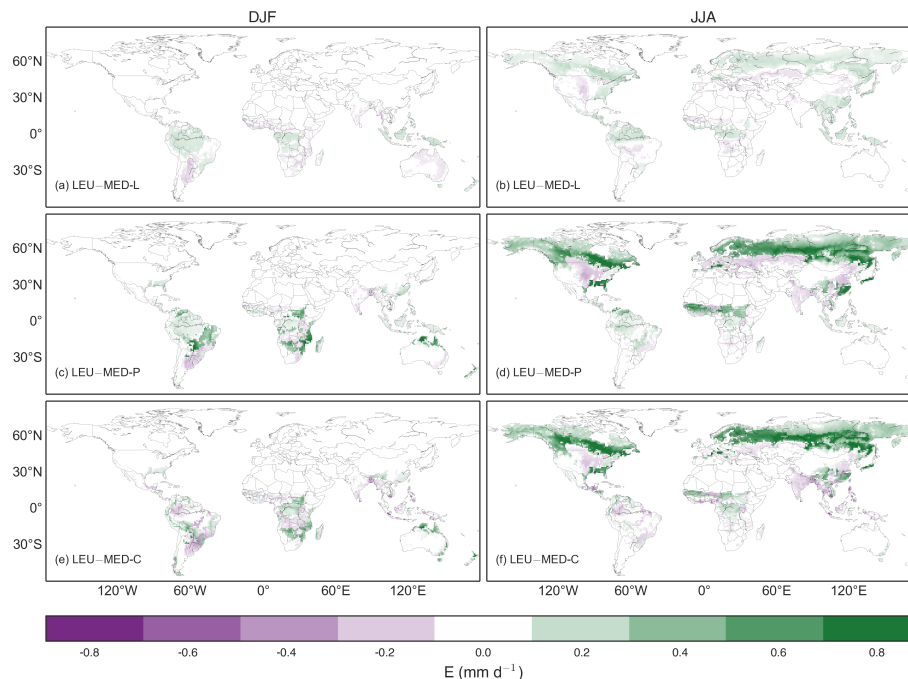 DJF JJA
60°N
30°N
0°
30°S
(a) LEU−MED-L (b) LEU−MED-L
60°N
30°N
0°
30°S
(c) LEU−MED-P (d) LEU−MED-P
60°N
30°N
0°
30°S
(e) LEU−MED-C (f) LEU−MED-C
120°W 60°W 0° 60°E 120°E 120°W 60°W 0° 60°E 120°E
-0.8 -0.6 -0.4 -0.2 0.0 0.2 0.4 0.6 0.8
E (mm d⁻¹)